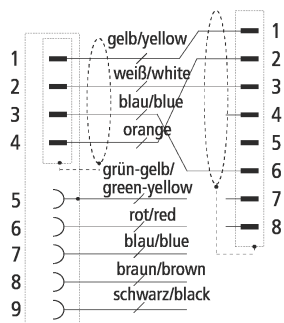 gelb/yellow
1 1
weiß/white
2 2
blau/blue
3 3
orange
4 4
5
grün-gelb/
green-yellow
6
5 7
rot/red
6 8
blau/blue
7
braun/brown
8
schwarz/black
9